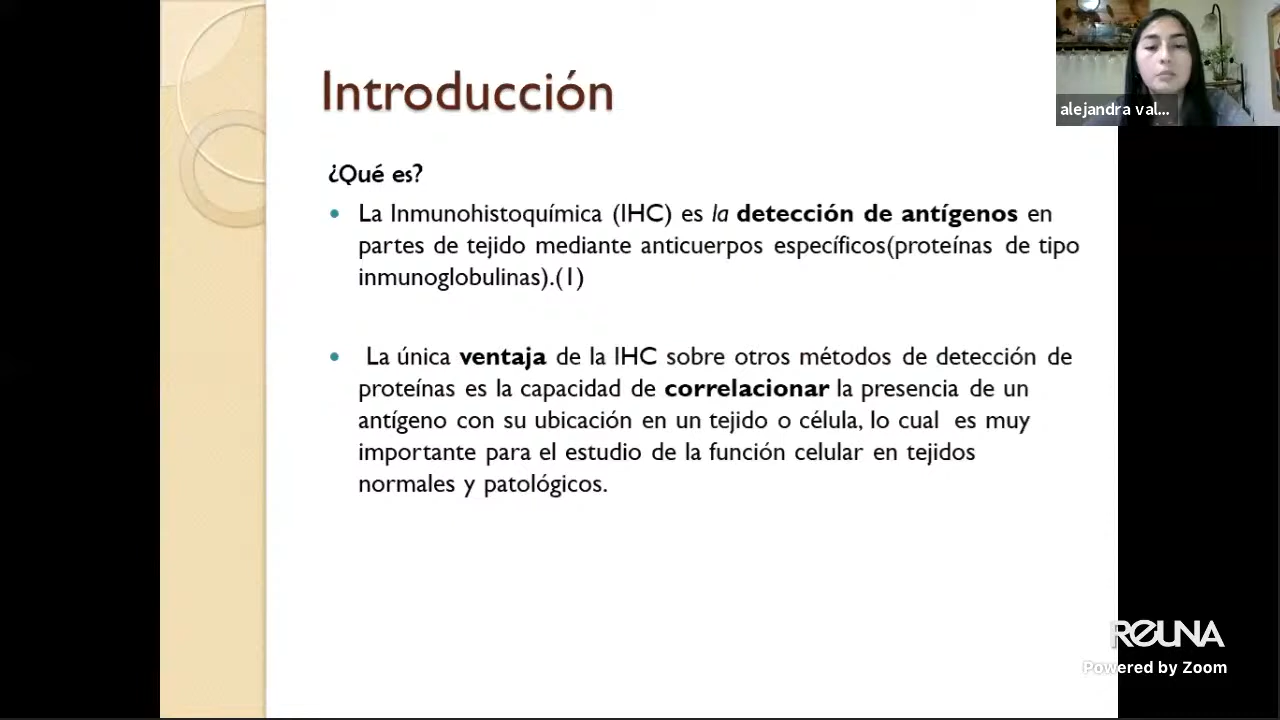 Introducción
alejandra val...
¿Qué es?
La Inmunohistoquímica (IHC) es la detección de antígenos en
partes de tejido mediante anticuerpos específicos(proteínas de tipo
inmunoglobulinas).(1)
La única ventaja de la IHC sobre otros métodos de detección de
proteínas es la capacidad de correlacionar la presencia de un
antígeno con su ubicación en un tejido o célula, lo cual es muy
importante para el estudio de la función celular en tejidos
normales y patológicos.
REUNA
Powered by Zoom